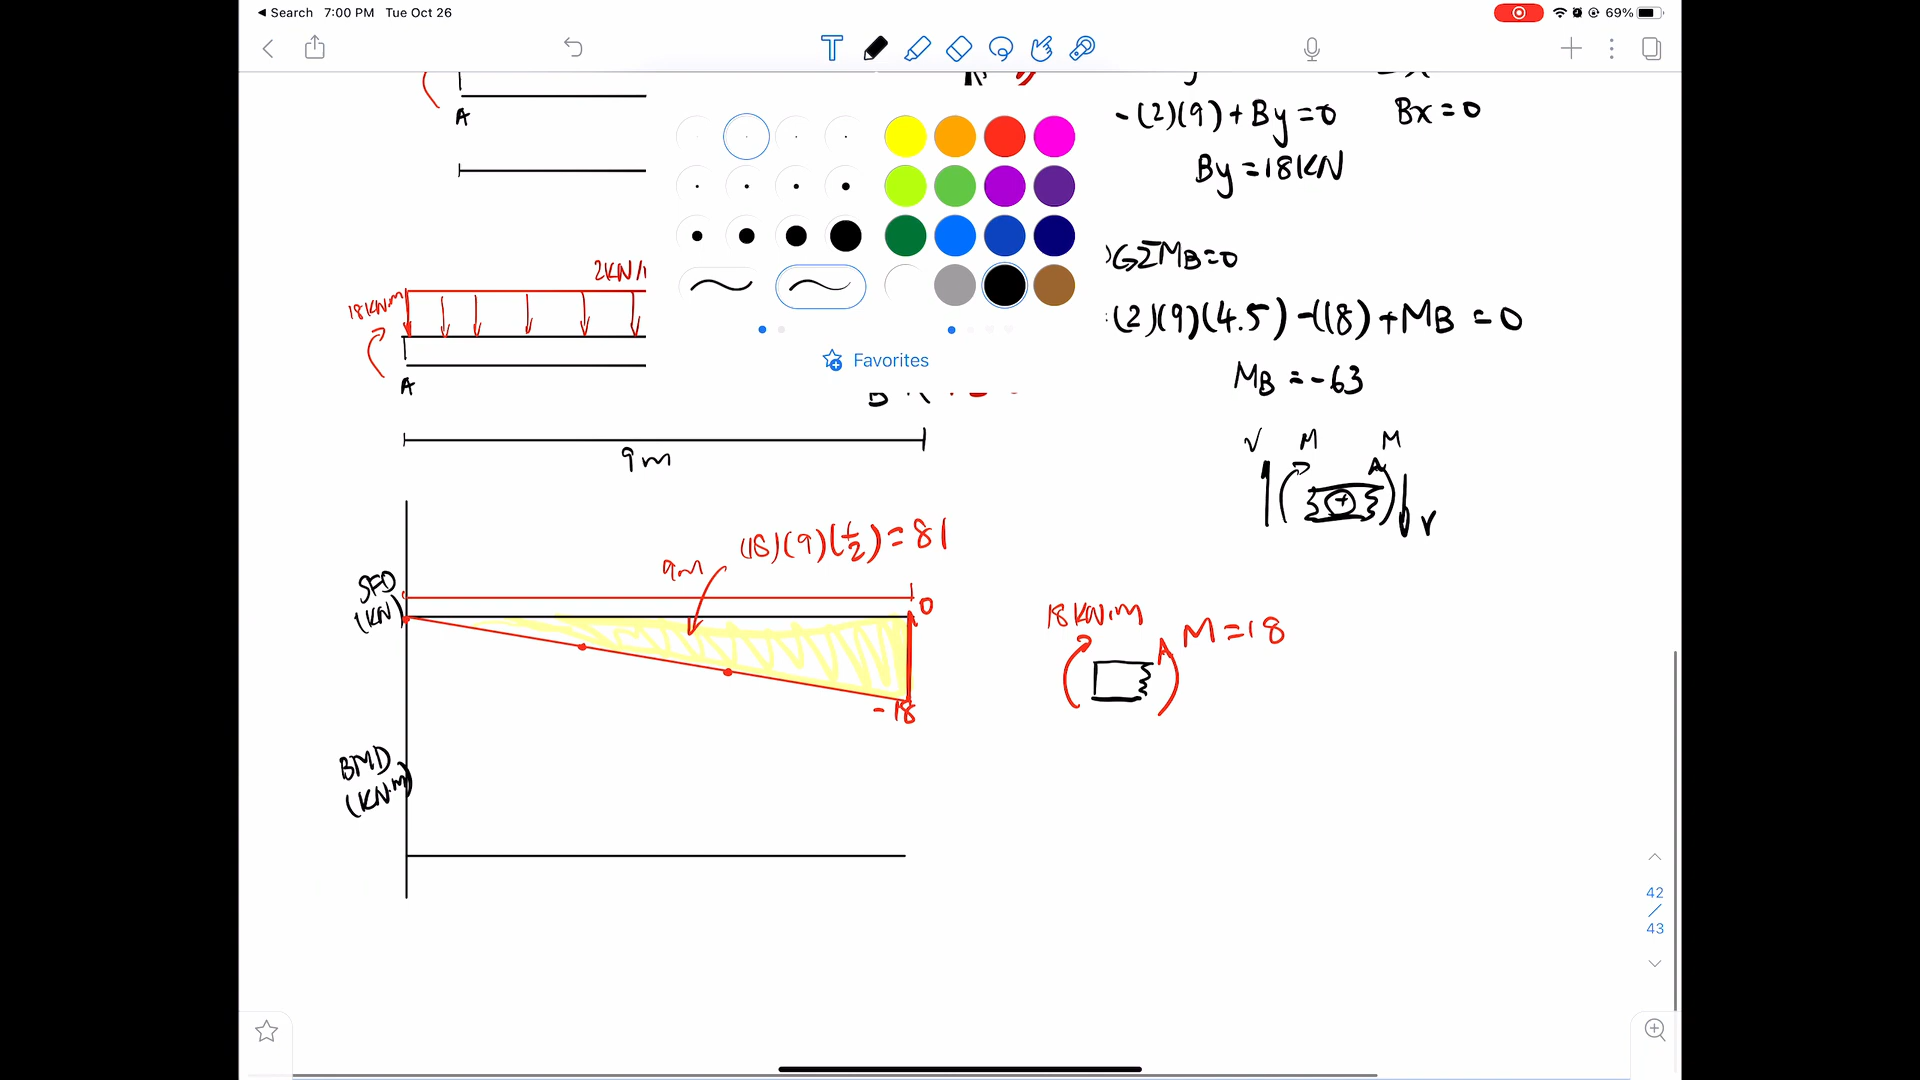 Search 7:00 PM Tue Oct 26
69%
A
-(2)(9)+By=0 Bx=0
By=18KN
ΣMB=0
(2)(9)(4.5)-(18)+MB=0
MB=-63
2KN/
18KN.m
A
Favorites
9m
V M M
+
V
(18)(9)(1/2)=81
9m
SFD
(KN)
0
-18
18KN.m
M=18
BMD
(KN.m)
42
/
43